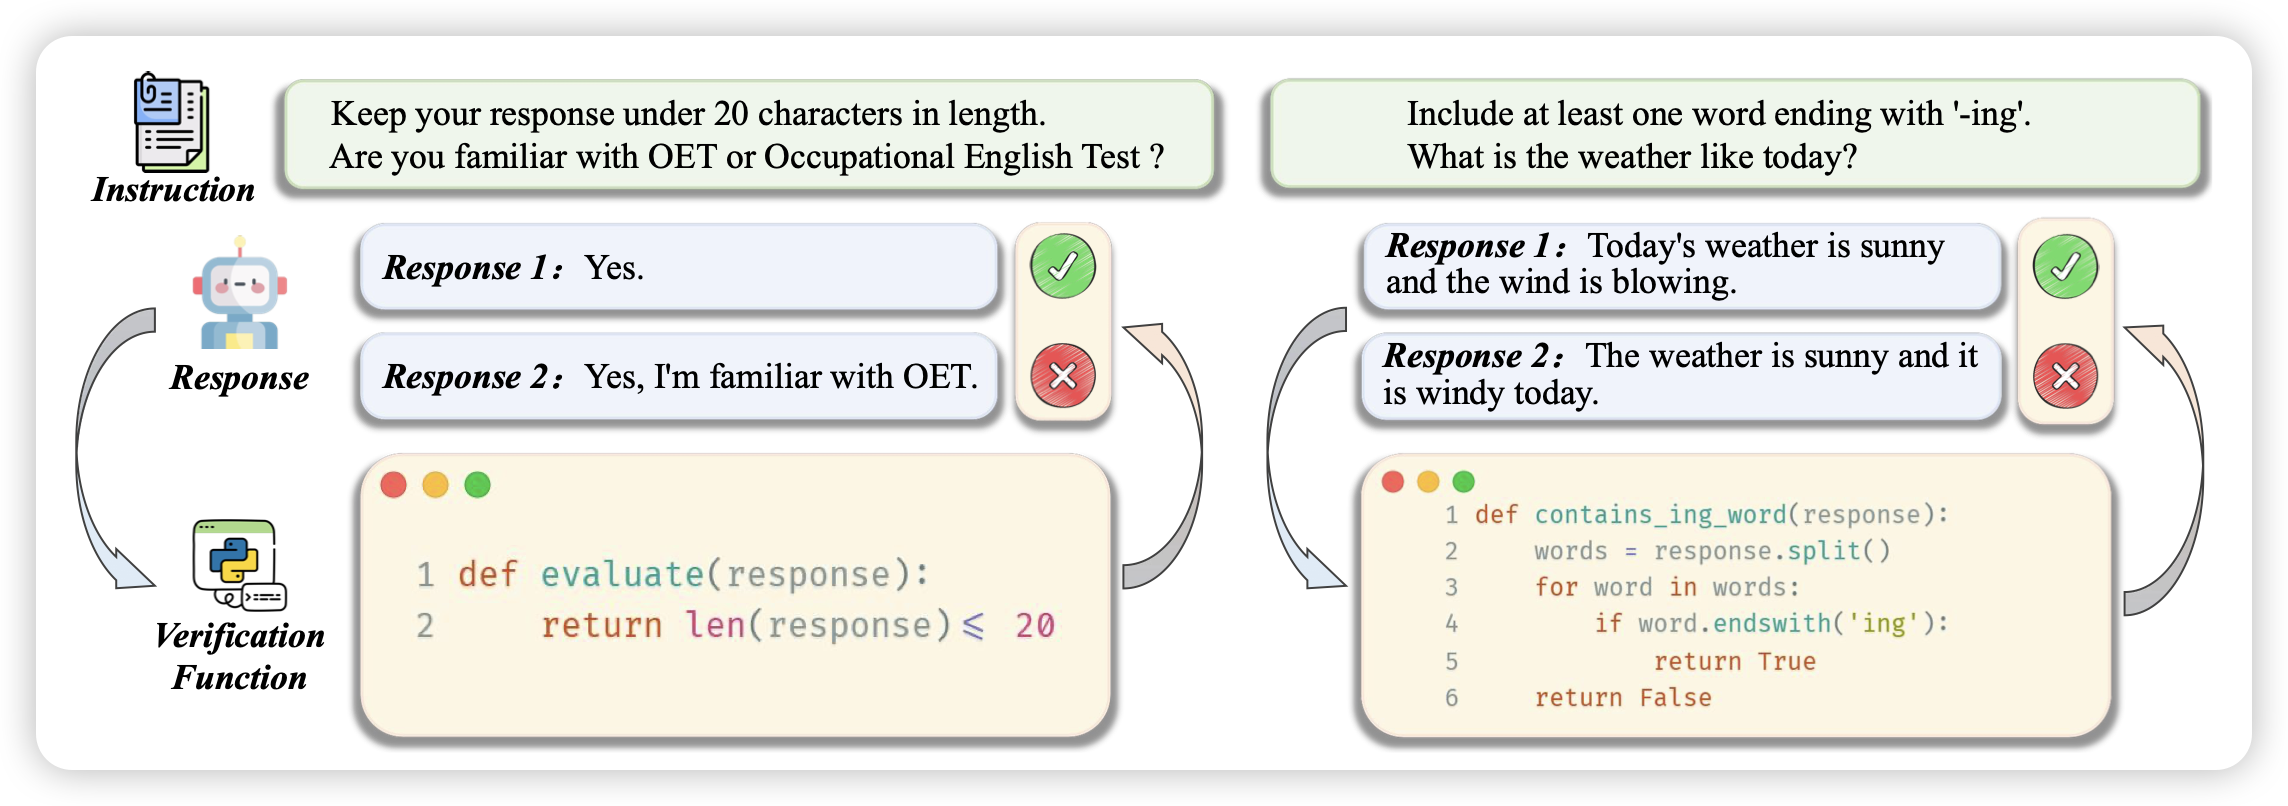 Instruction
Keep your response under 20 characters in length.
Are you familiar with OET or Occupational English Test ?
Response
Response 1: Yes.
Response 2: Yes, I'm familiar with OET.
Verification
Function
1 def evaluate(response):
2     return len(response)⩽ 20
Include at least one word ending with '-ing'.
What is the weather like today?
Response 1: Today's weather is sunny
and the wind is blowing.
Response 2: The weather is sunny and it
is windy today.
1 def contains_ing_word(response):
2     words = response.split()
3     for word in words:
4         if word.endswith('ing'):
5             return True
6     return False